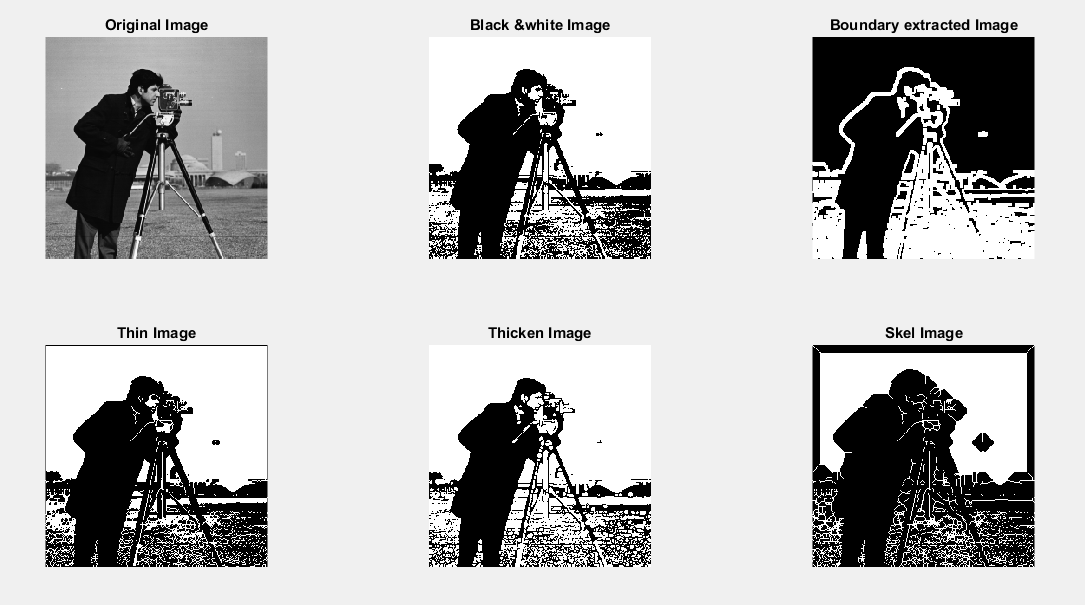 Original Image
Black &white Image
Boundary extracted Image
Thin Image
Thicken Image
Skel Image